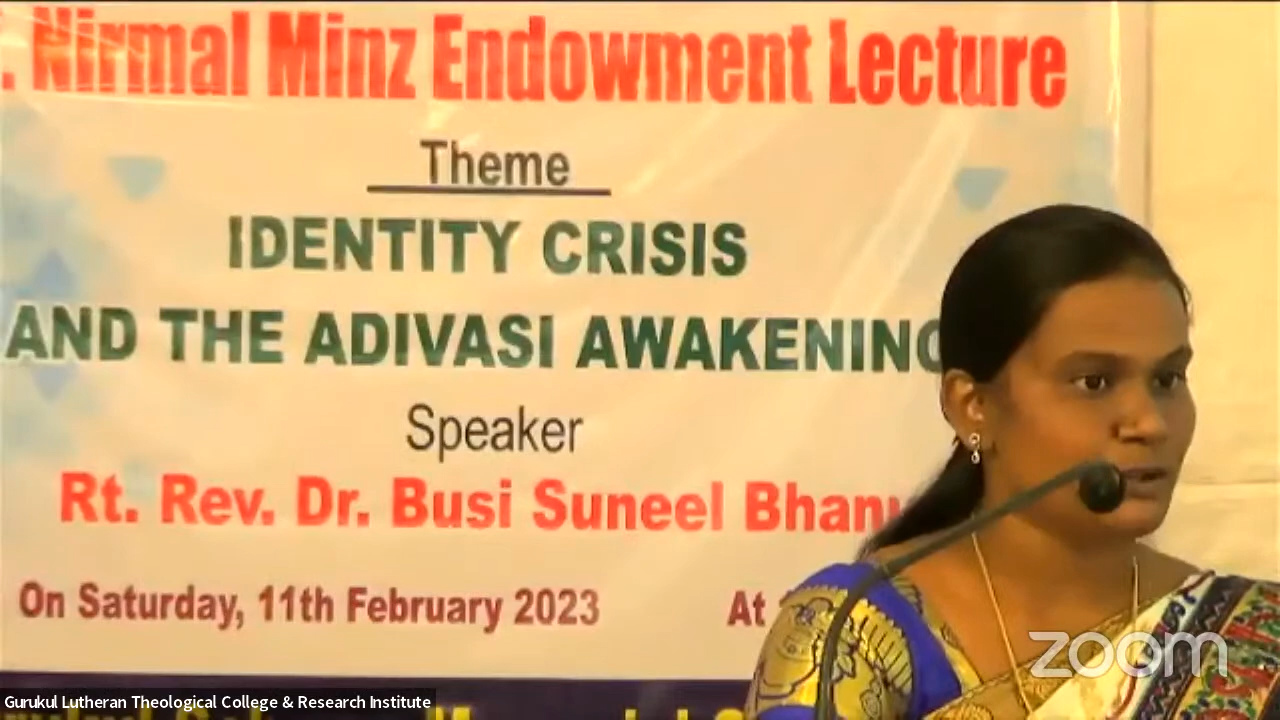 . Nirmal Minz Endowment Lecture
Theme
IDENTITY CRISIS
AND THE ADIVASI AWAKENING
Speaker
Rt. Rev. Dr. Busi Suneel Bhanu
On Saturday, 11th February 2023 At
zoom
Gurukul Lutheran Theological College & Research Institute